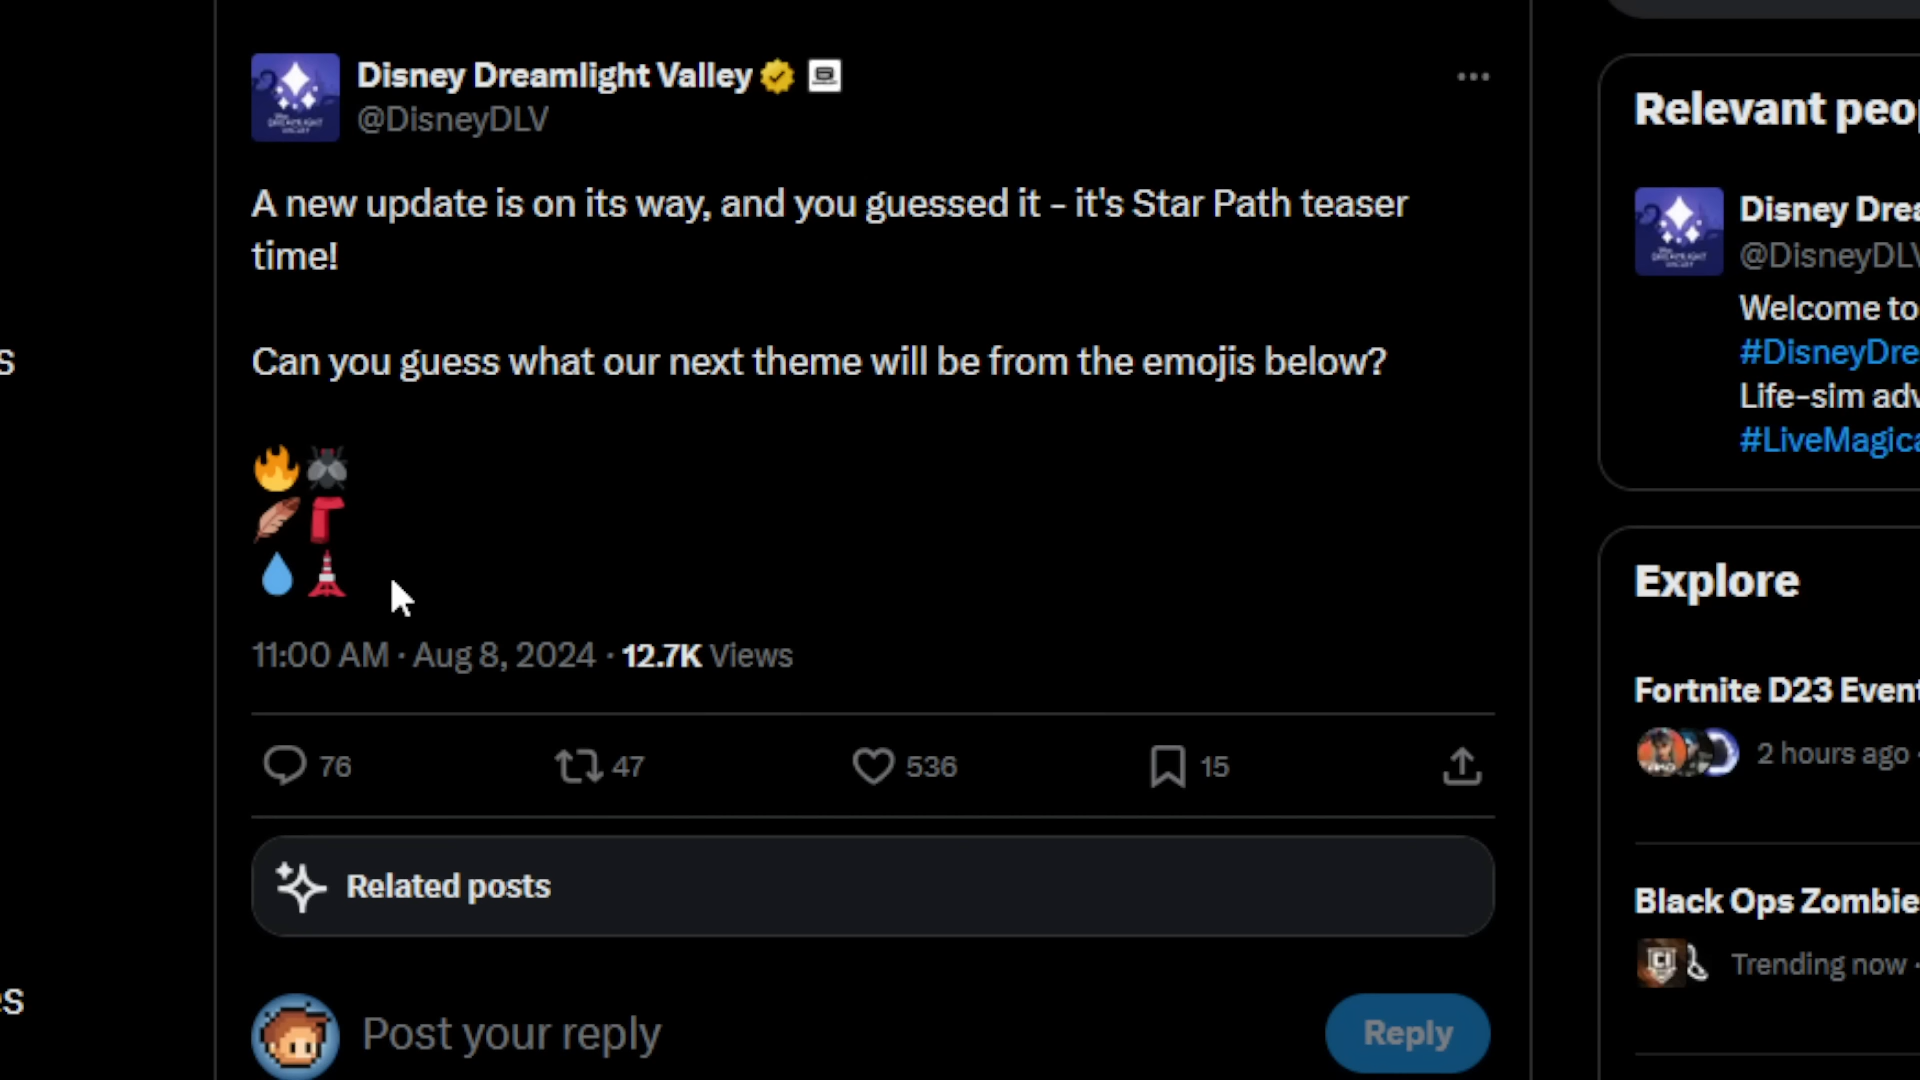 Disney Dreamlight Valley
@DisneyDLV
A new update is on its way, and you guessed it - it's Star Path teaser
time!
Can you guess what our next theme will be from the emojis below?
11:00 AM · Aug 8, 2024 · 12.7K Views
76 47 536 15
Related posts
Post your reply
Reply
Relevant peo
Disney Drea
@DisneyDLV
Welcome to
#DisneyDre
Life-sim adv
#LiveMagica
Explore
Fortnite D23 Event
2 hours ago ·
Black Ops Zombie
Trending now ·
s
es